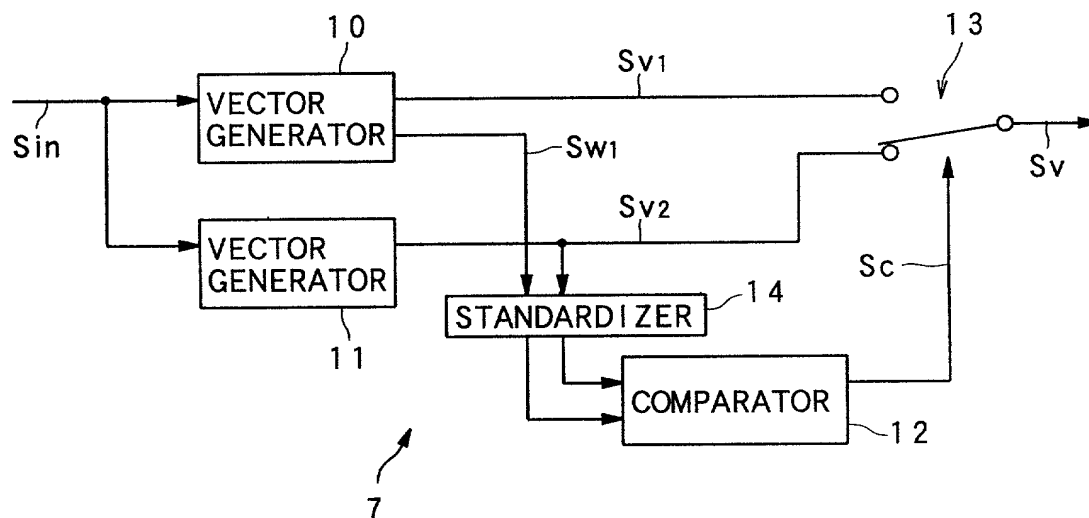 10
13
Sv1
VECTOR
GENERATOR
Sin
Sw1
Sv
Sv2
VECTOR
GENERATOR
Sc
14
STANDARDIZER
11
COMPARATOR
12
7